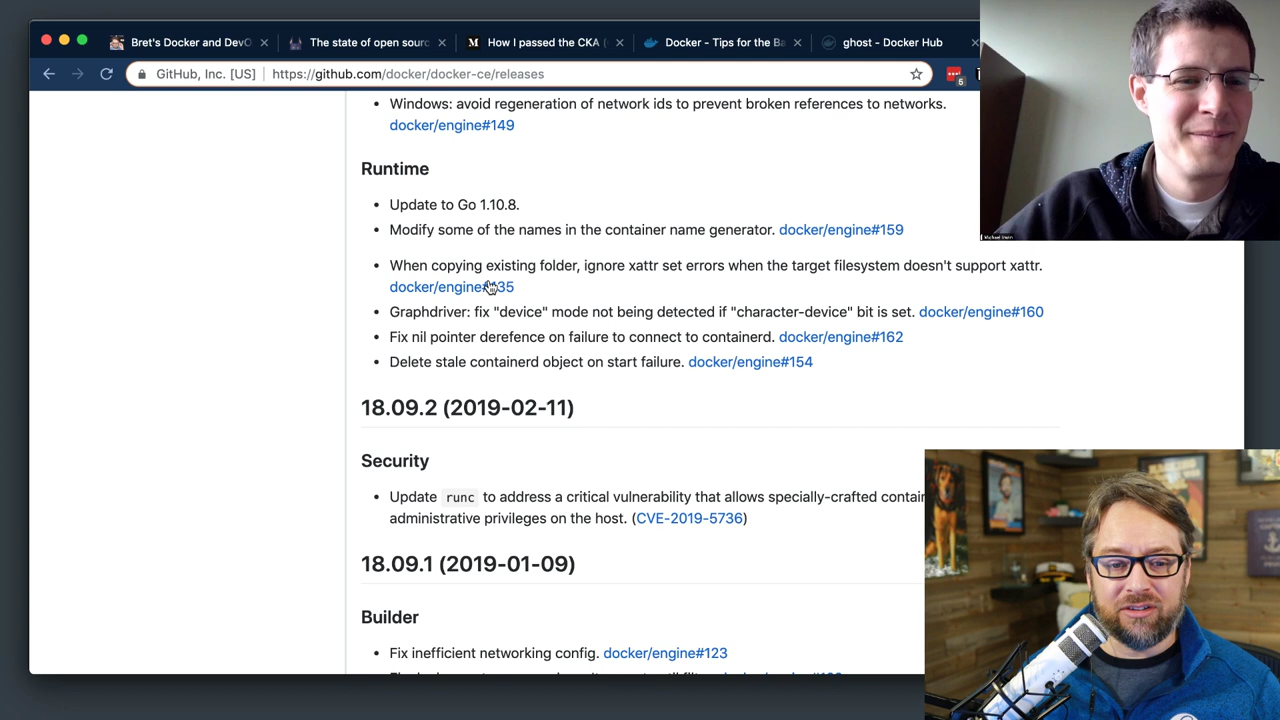 Bret's Docker and DevO
The state of open sourc
M How I passed the CKA (
Docker - Tips for the Ba
ghost - Docker Hub
GitHub, Inc. [US] https://github.com/docker/docker-ce/releases
6
Windows: avoid regeneration of network ids to prevent broken references to networks.
docker/engine#149
Runtime
Update to Go 1.10.8.
Modify some of the names in the container name generator. docker/engine#159
When copying existing folder, ignore xattr set errors when the target filesystem doesn't support xattr.
docker/engine# 35
Graphdriver: fix "device" mode not being detected if "character-device" bit is set. docker/engine#160
Fix nil pointer derefence on failure to connect to containerd. docker/engine#162
Delete stale containerd object on start failure. docker/engine#154
18.09.2 (2019-02-11)
Security
Update runc to address a critical vulnerability that allows specially-crafted contain
administrative privileges on the host. (CVE-2019-5736)
18.09.1 (2019-01-09)
Builder
Fix inefficient networking config. docker/engine#123